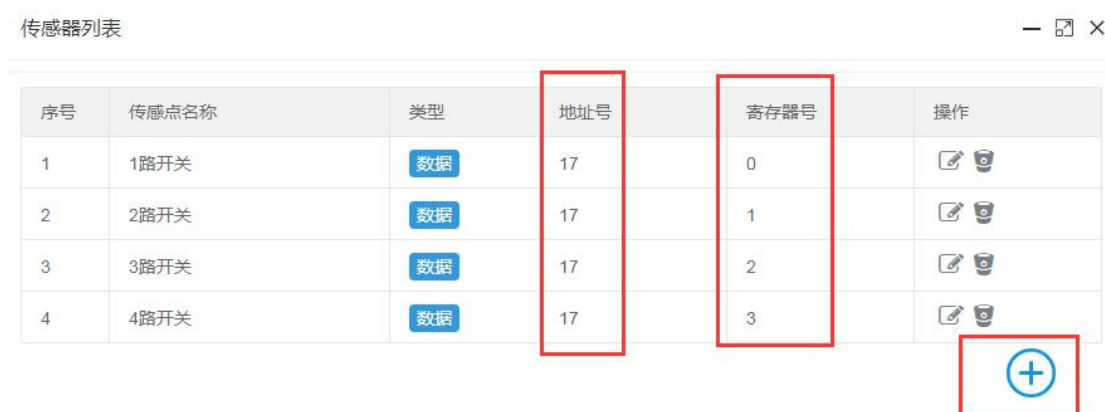 传感器列表
序号 传感点名称 类型 地址号 寄存器号 操作
1 1路开关 数据 17 0
2 2路开关 数据 17 1
3 3路开关 数据 17 2
4 4路开关 数据 17 3